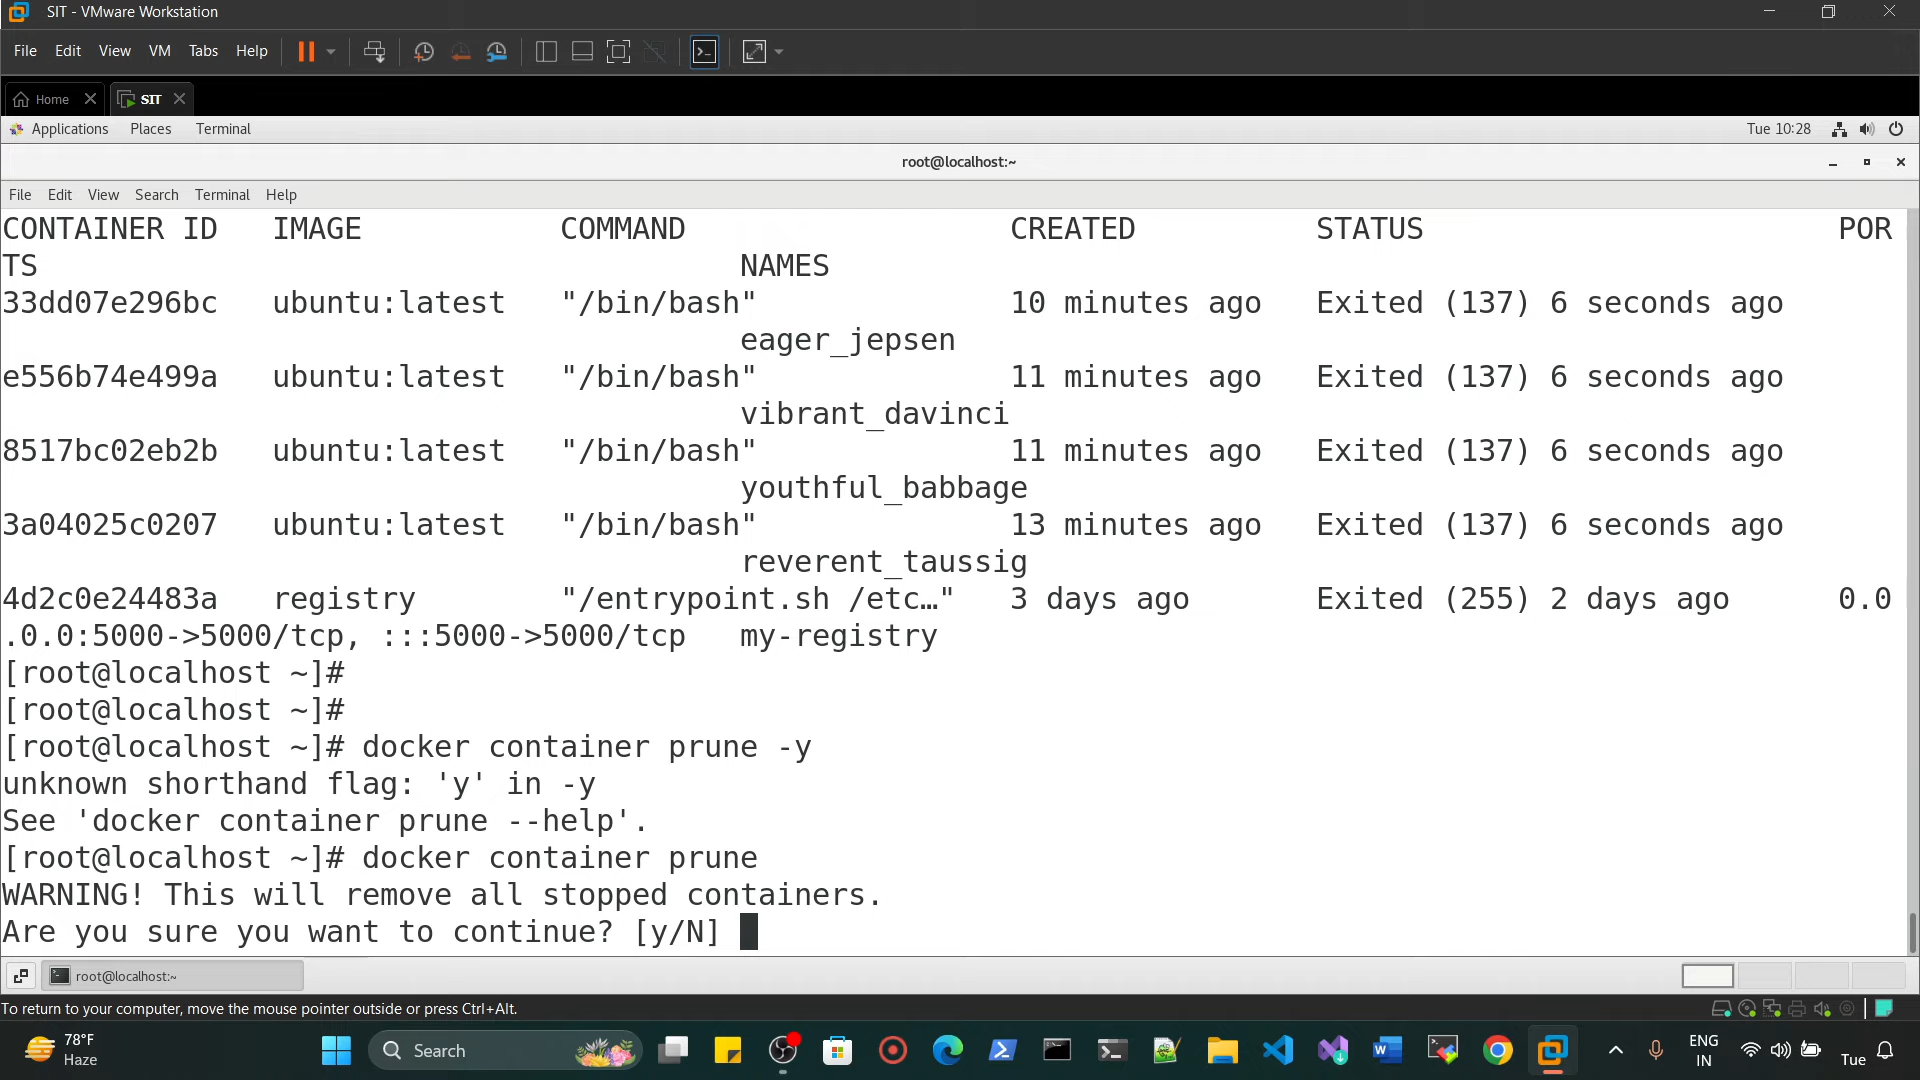 SIT - VMware Workstation
File Edit View VM Tabs Help
Home SIT
Applications Places Terminal Tue 10:28
root@localhost:~
File Edit View Search Terminal Help
CONTAINER ID IMAGE COMMAND CREATED STATUS POR
TS NAMES
33dd07e296bc ubuntu:latest "/bin/bash" 10 minutes ago Exited (137) 6 seconds ago
eager_jepsen
e556b74e499a ubuntu:latest "/bin/bash" 11 minutes ago Exited (137) 6 seconds ago
vibrant_davinci
8517bc02eb2b ubuntu:latest "/bin/bash" 11 minutes ago Exited (137) 6 seconds ago
youthful_babbage
3a04025c0207 ubuntu:latest "/bin/bash" 13 minutes ago Exited (137) 6 seconds ago
reverent_taussig
4d2c0e24483a registry "/entrypoint.sh /etc…" 3 days ago Exited (255) 2 days ago 0.0
.0.0:5000->5000/tcp, :::5000->5000/tcp my-registry
[root@localhost ~]#
[root@localhost ~]#
[root@localhost ~]# docker container prune -y
unknown shorthand flag: 'y' in -y
See 'docker container prune --help'.
[root@localhost ~]# docker container prune
WARNING! This will remove all stopped containers.
Are you sure you want to continue? [y/N]
root@localhost:~
To return to your computer, move the mouse pointer outside or press Ctrl+Alt.
78°F
Haze
Search
ENG
IN
Tue